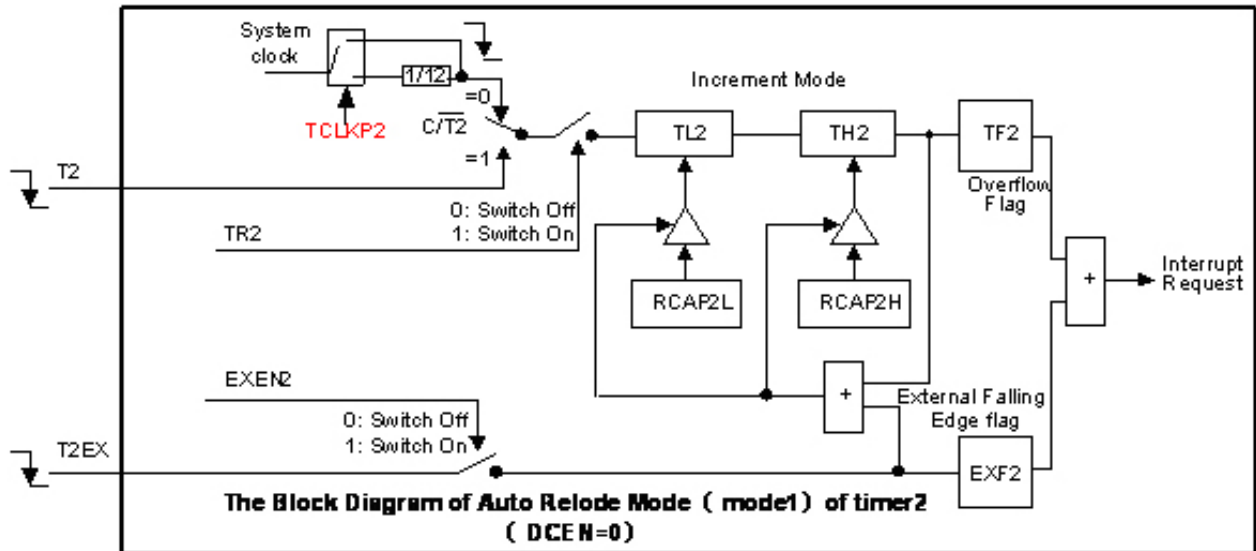 System
clock
1/12
TCLKP2
=0
C/T2
=1
Increment Mode
TL2
TH2
TF2
Overflow
Flag
T2
0: Switch Off
1: Switch On
TR2
RCAP2L
RCAP2H
+
Interrupt
Request
EXEN2
0: Switch Off
1: Switch On
+
External Falling
Edge flag
T2EX
EXF2
The Block Diagram of Auto Relode Mode ( mode1) of timer2
( DCEN=0)